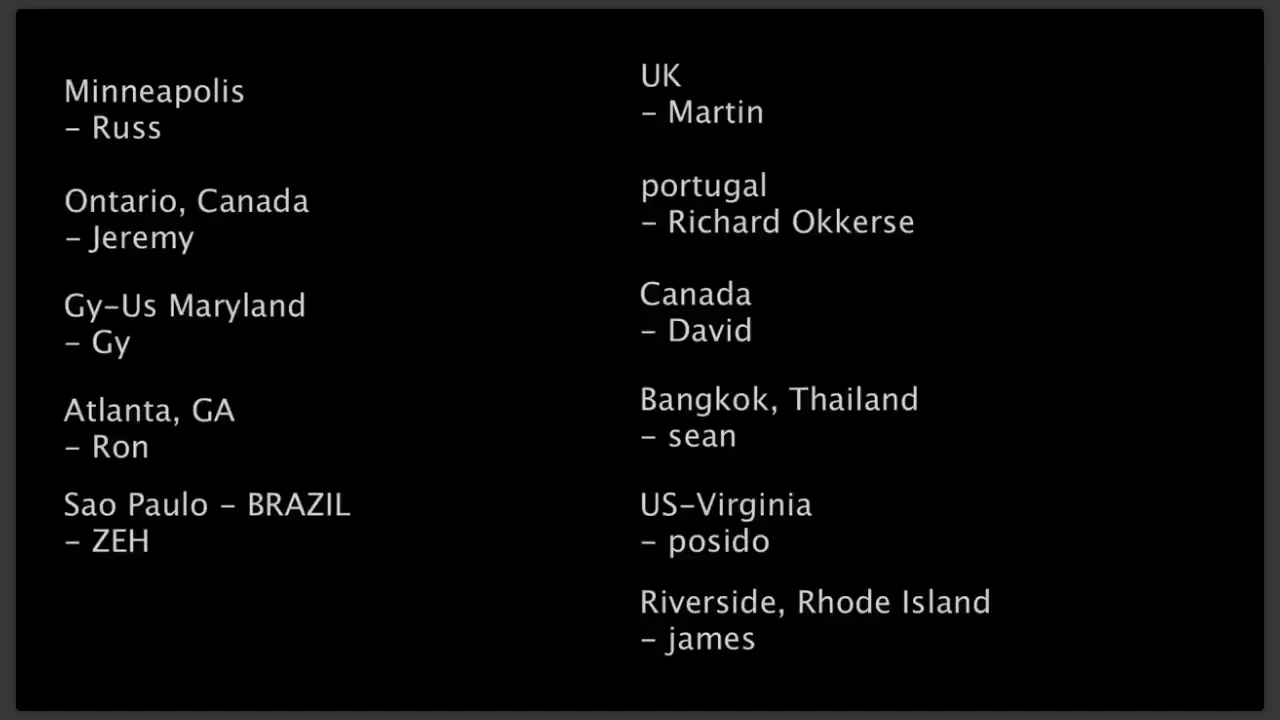 Minneapolis
- Russ
Ontario, Canada
- Jeremy
Gy-Us Maryland
- Gy
Atlanta, GA
- Ron
Sao Paulo - BRAZIL
- ZEH
UK
- Martin
portugal
- Richard Okkerse
Canada
- David
Bangkok, Thailand
- sean
US-Virginia
- posido
Riverside, Rhode Island
- james